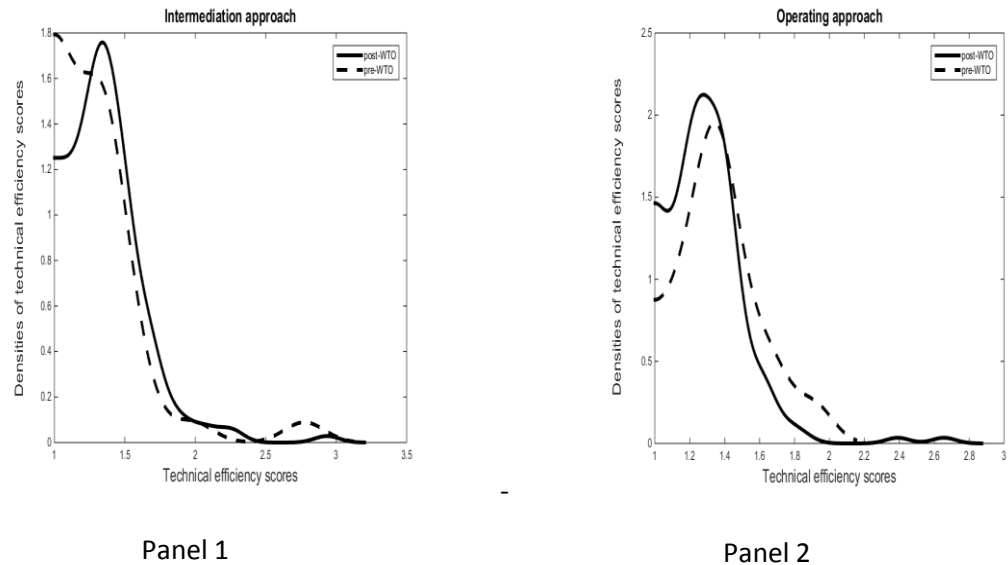 Intermediation approach
Densities of technical efficiency scores
1.8
1.6
1.4
1.2
1
0.8
0.6
0.4
0.2
0
post-WTO
pre-WTO
1
1.5
2
2.5
3
3.5
Technical efficiency scores
Panel 1
Operating approach
Densities of technical efficiency scores
2.5
2
1.5
1
0.5
0
post-WTO
pre-WTO
1
1.2
1.4
1.6
1.8
2
2.2
2.4
2.6
2.8
3
Technical efficiency scores
-
Panel 2